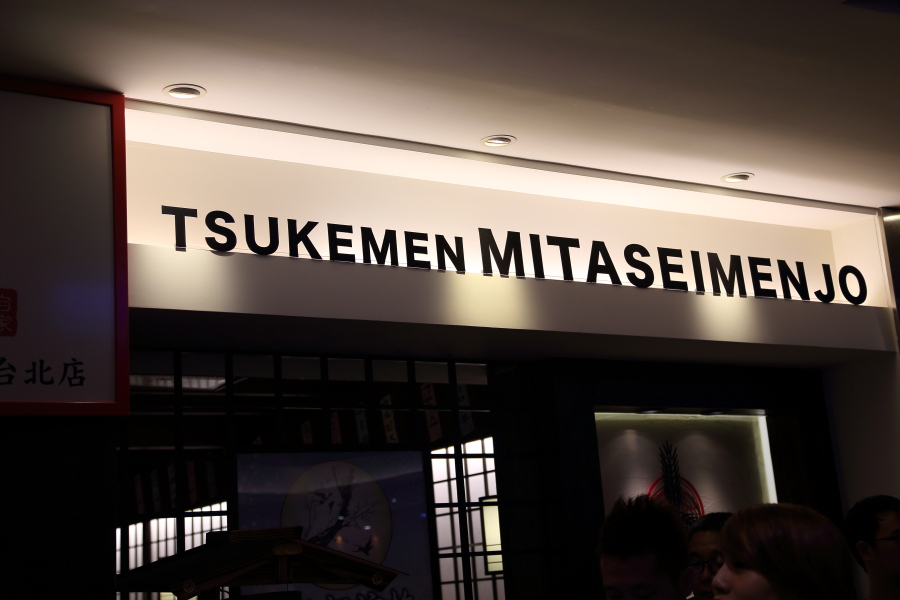 TSUKEMEN MITASEIMENJO
台北店